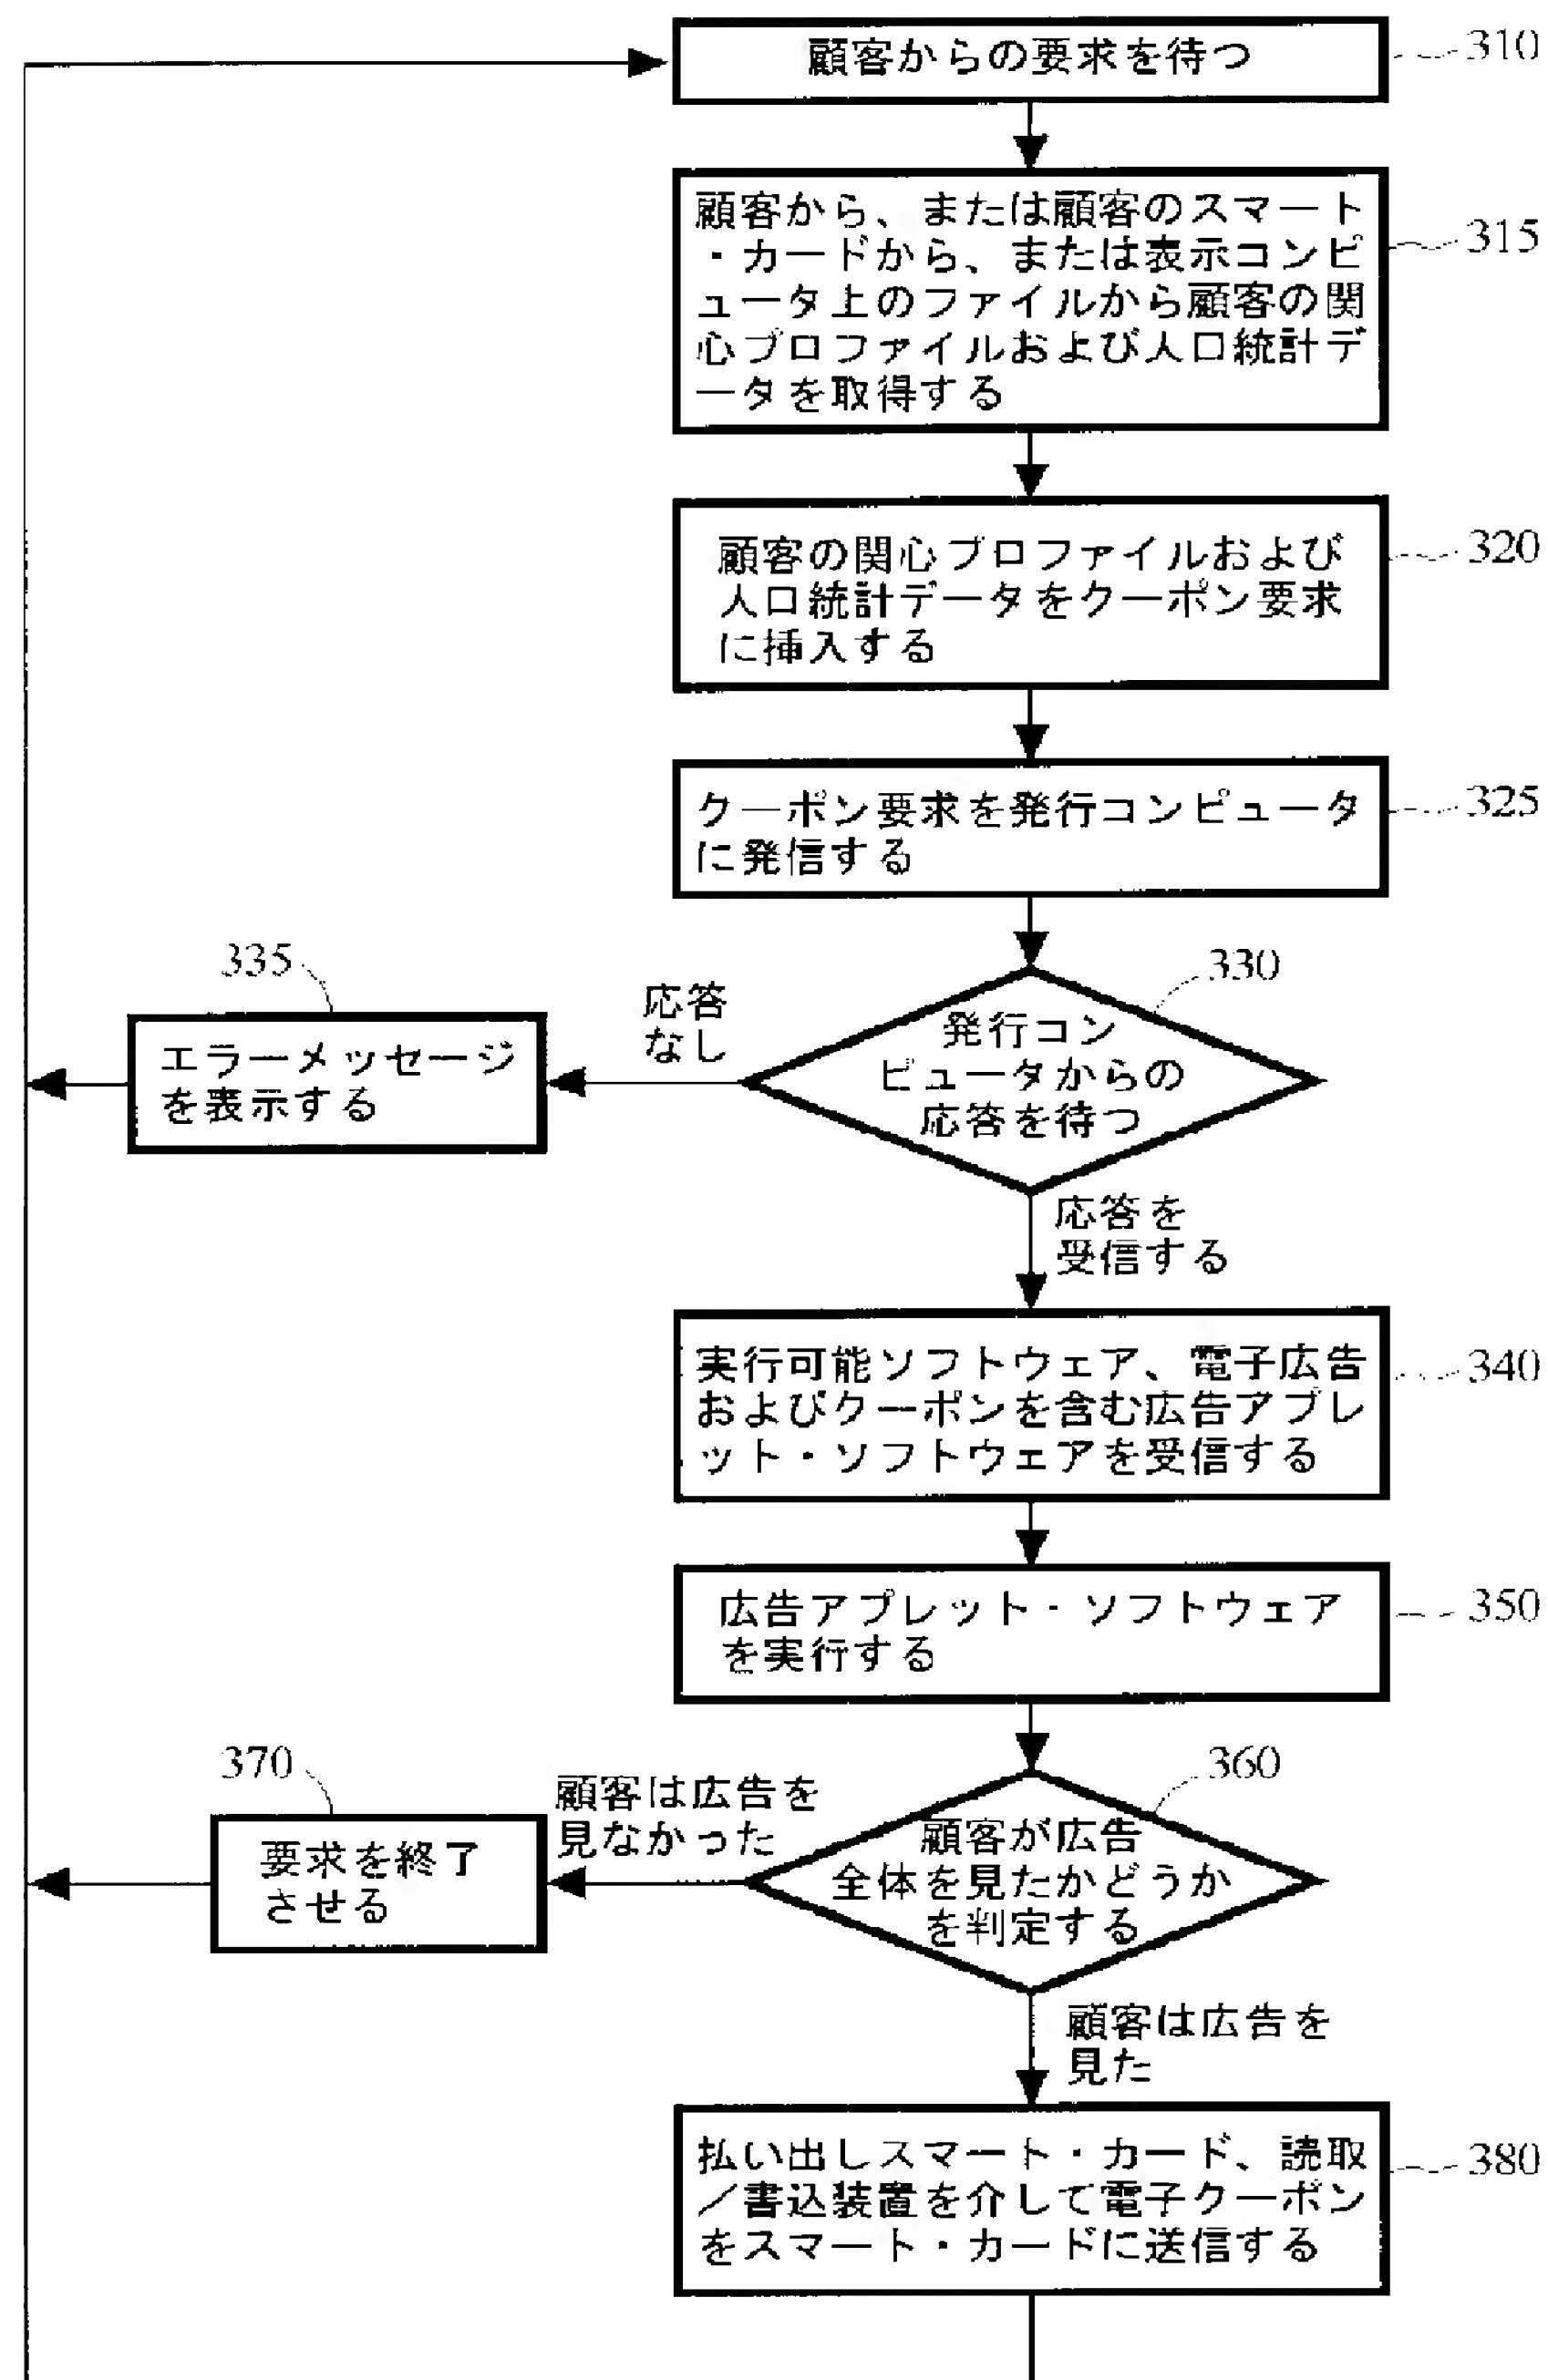 顧客からの要求を待つ
310
顧客から、または顧客のスマート
・カードから、または表示コンピ
ュータ上のファイルから顧客の関
心プロファイルおよび人口統計デ
ータを取得する
315
顧客の関心プロファイルおよび
人口統計データをクーポン要求
に挿入する
320
クーポン要求を発行コンピュータ
に発信する
325
335
エラーメッセージ
を表示する
応答
なし
330
発行コン
ピュータからの
応答を待つ
応答を
受信する
実行可能ソフトウェア、電子広告
およびクーポンを含む広告アプレ
ット・ソフトウェアを受信する
340
広告アプレット・ソフトウェア
を実行する
350
370
要求を終了
させる
顧客は広告を
見なかった
360
顧客が広告
全体を見たかどうか
を判定する
顧客は広告を
見た
払い出しスマート・カード、読取
／書込装置を介して電子クーポン
をスマート・カードに送信する
380